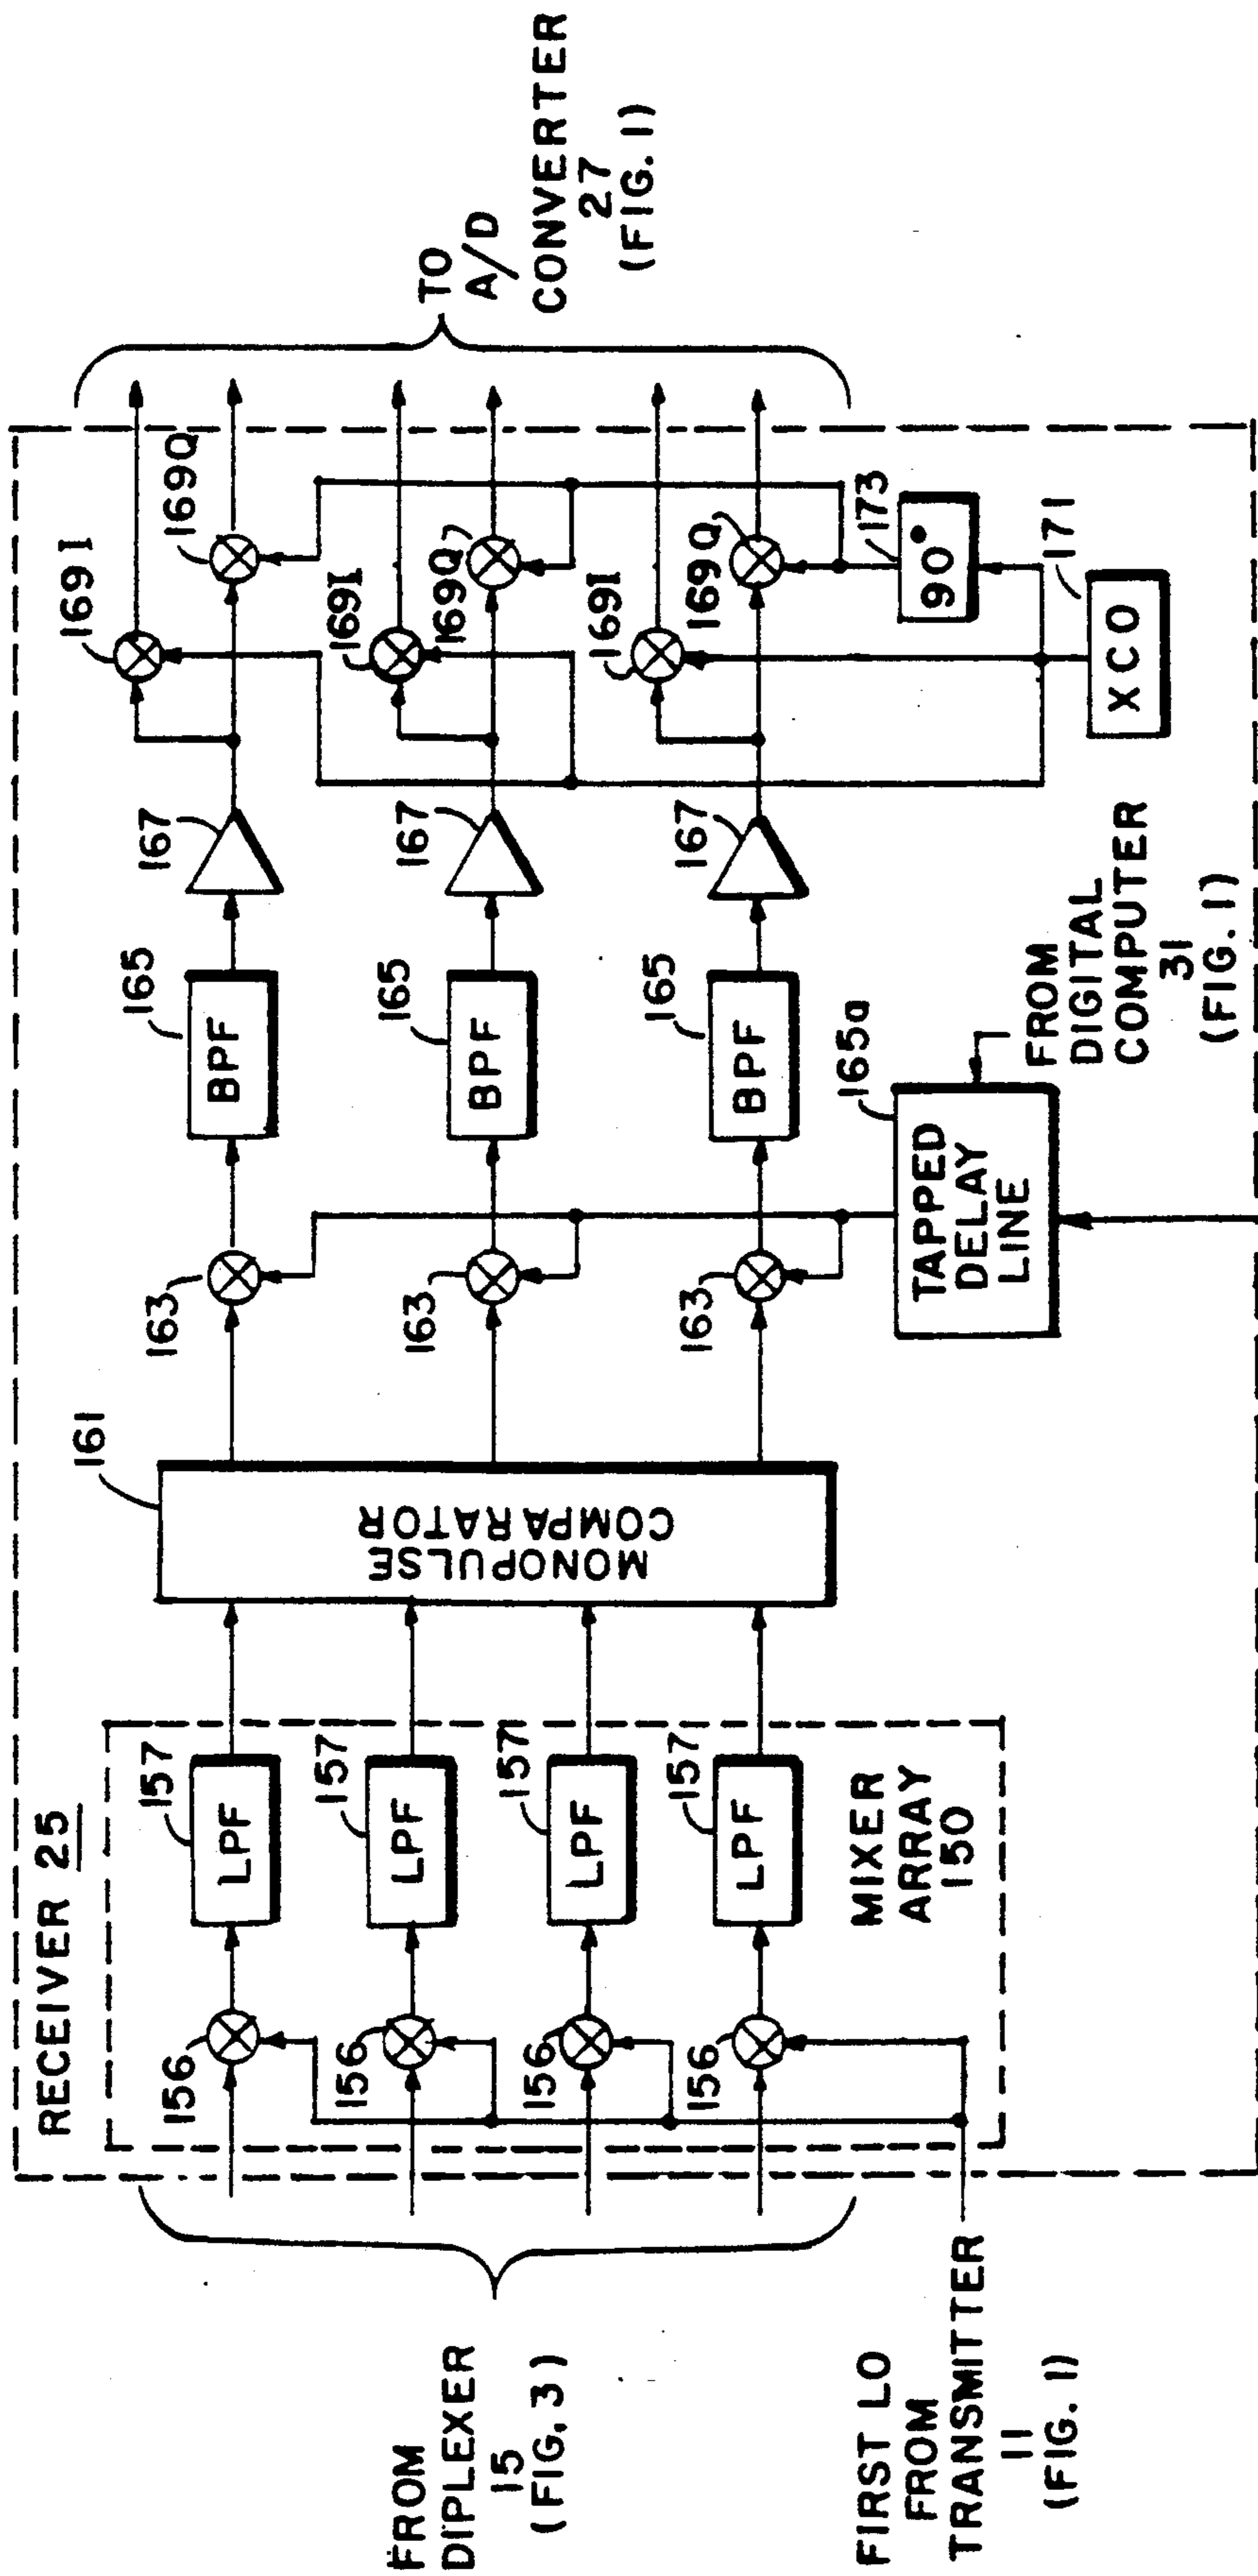 RECEIVER 25
156
156
156
156
157
157
157
157
LPF
LPF
LPF
LPF
MIXER
ARRAY
150
FROM
DIPLEXER
15
(FIG. 3)
FIRST LO
FROM
TRANSMITTER
11
(FIG. 1)
161
MONOPULSE
COMPARATOR
163
163
163
165
165
165
BPF
BPF
BPF
165a
TAPPED
DELAY
LINE
FROM
DIGITAL
COMPUTER
31
(FIG. 1)
167
167
167
169I
169Q
169I
169Q
169I
169Q
173
90°
171
XCO
TO
A/D
CONVERTER
27
(FIG. 1)